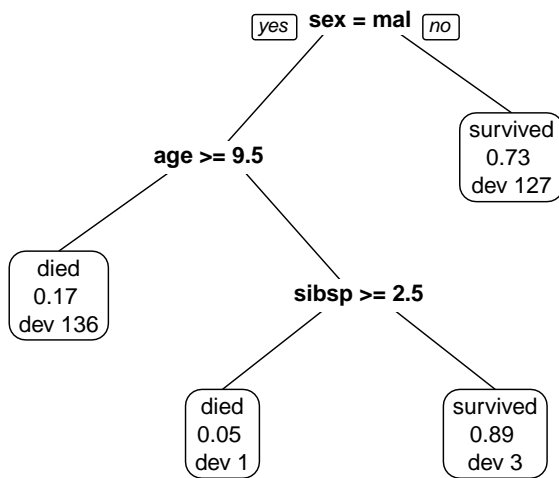 yes
sex = mal
no
survived
0.73
dev 127
age >= 9.5
died
0.17
dev 136
sibsp >= 2.5
died
0.05
dev 1
survived
0.89
dev 3